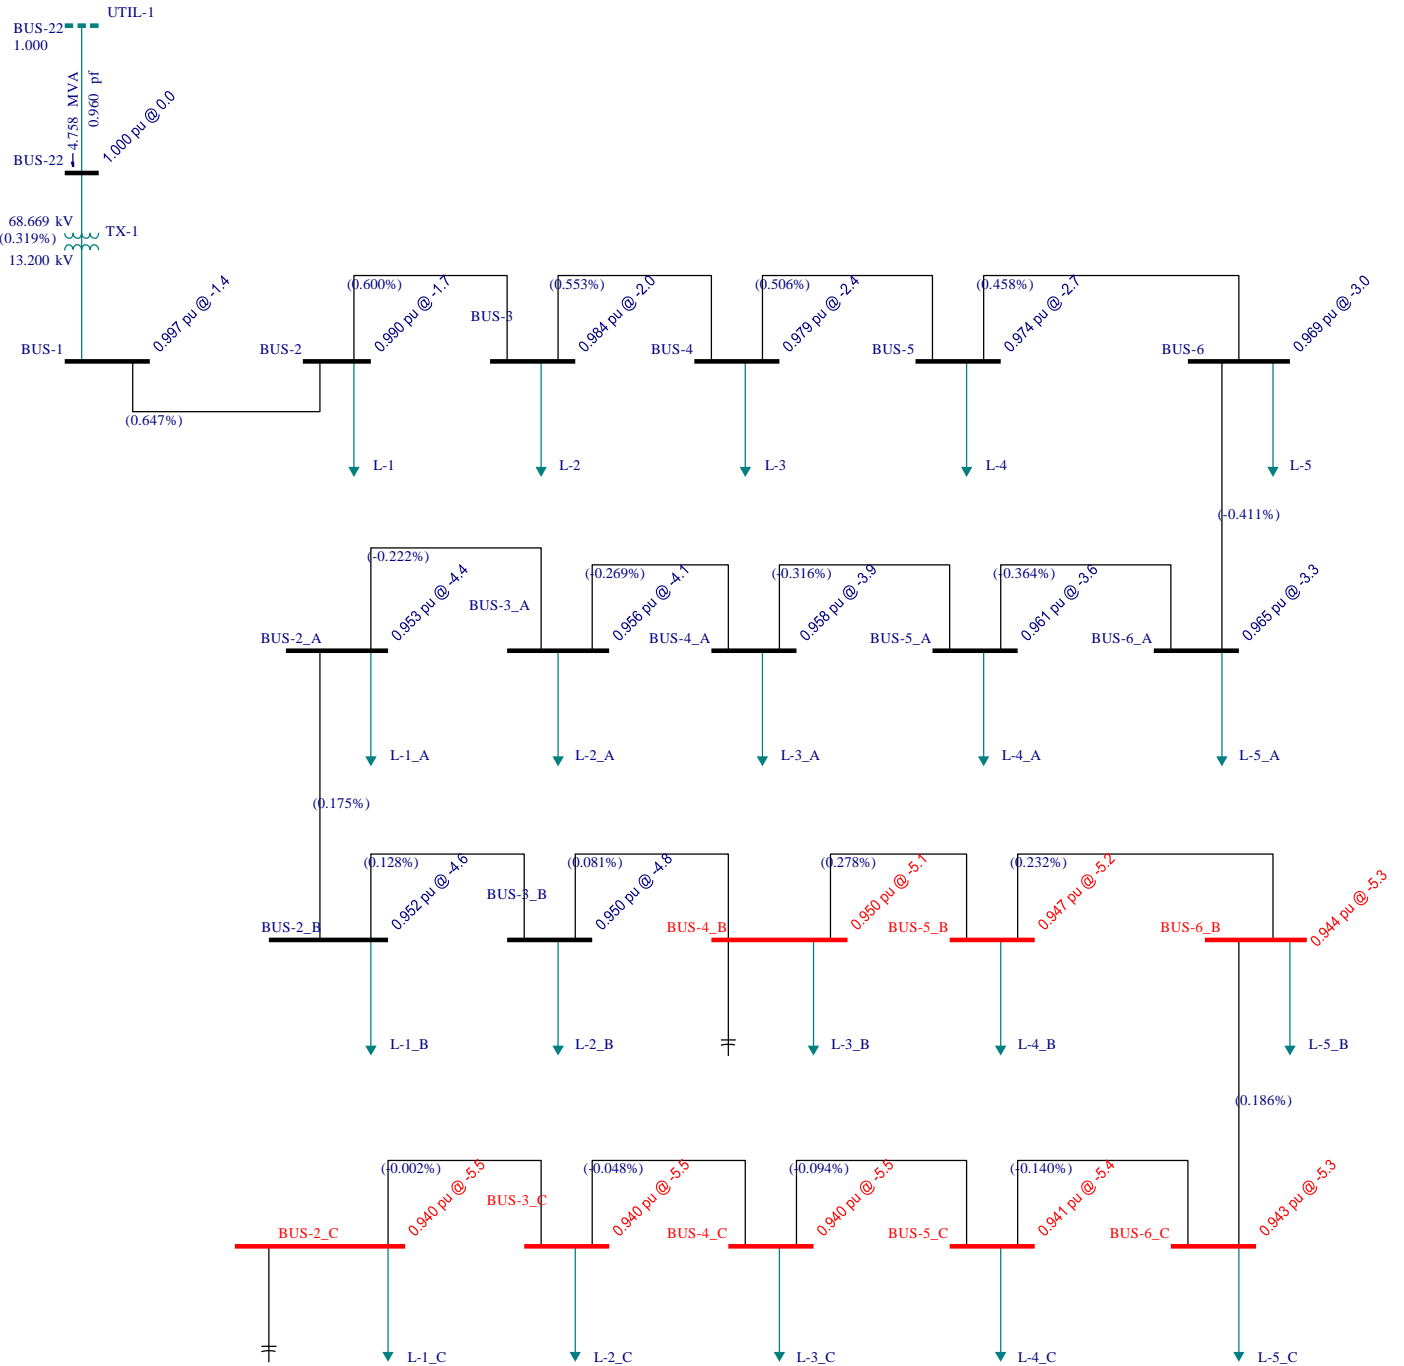 UTIL-1
BUS-22
1.000
4.758 MVA
0.960 pf
1.000 pu @ 0.0
BUS-22
68.669 kV
(0.319%)
TX-1
13.200 kV
BUS-1
0.997 pu @ -1.4
(0.647%)
BUS-2
(0.600%)
0.990 pu @ -1.7
L-1
BUS-3
(0.553%)
0.984 pu @ -2.0
L-2
BUS-4
(0.506%)
0.979 pu @ -2.4
L-3
BUS-5
(0.458%)
0.974 pu @ -2.7
L-4
BUS-6
0.969 pu @ -3.0
L-5
(-0.411%)
BUS-2_A
(-0.222%)
0.953 pu @ -4.4
L-1_A
BUS-3_A
(-0.269%)
0.956 pu @ -4.1
L-2_A
BUS-4_A
(-0.316%)
0.958 pu @ -3.9
L-3_A
BUS-5_A
(-0.364%)
0.961 pu @ -3.6
L-4_A
BUS-6_A
0.965 pu @ -3.3
L-5_A
(0.175%)
BUS-2_B
(0.128%)
0.952 pu @ -4.6
L-1_B
BUS-3_B
(0.081%)
0.950 pu @ -4.8
L-2_B
BUS-4_B
(0.278%)
0.950 pu @ -5.1
L-3_B
BUS-5_B
(0.232%)
0.947 pu @ -5.2
L-4_B
BUS-6_B
0.944 pu @ -5.3
L-5_B
(0.186%)
BUS-2_C
(-0.002%)
0.940 pu @ -5.5
L-1_C
BUS-3_C
(-0.048%)
0.940 pu @ -5.5
L-2_C
BUS-4_C
(-0.094%)
0.940 pu @ -5.5
L-3_C
BUS-5_C
(-0.140%)
0.941 pu @ -5.4
L-4_C
BUS-6_C
0.943 pu @ -5.3
L-5_C